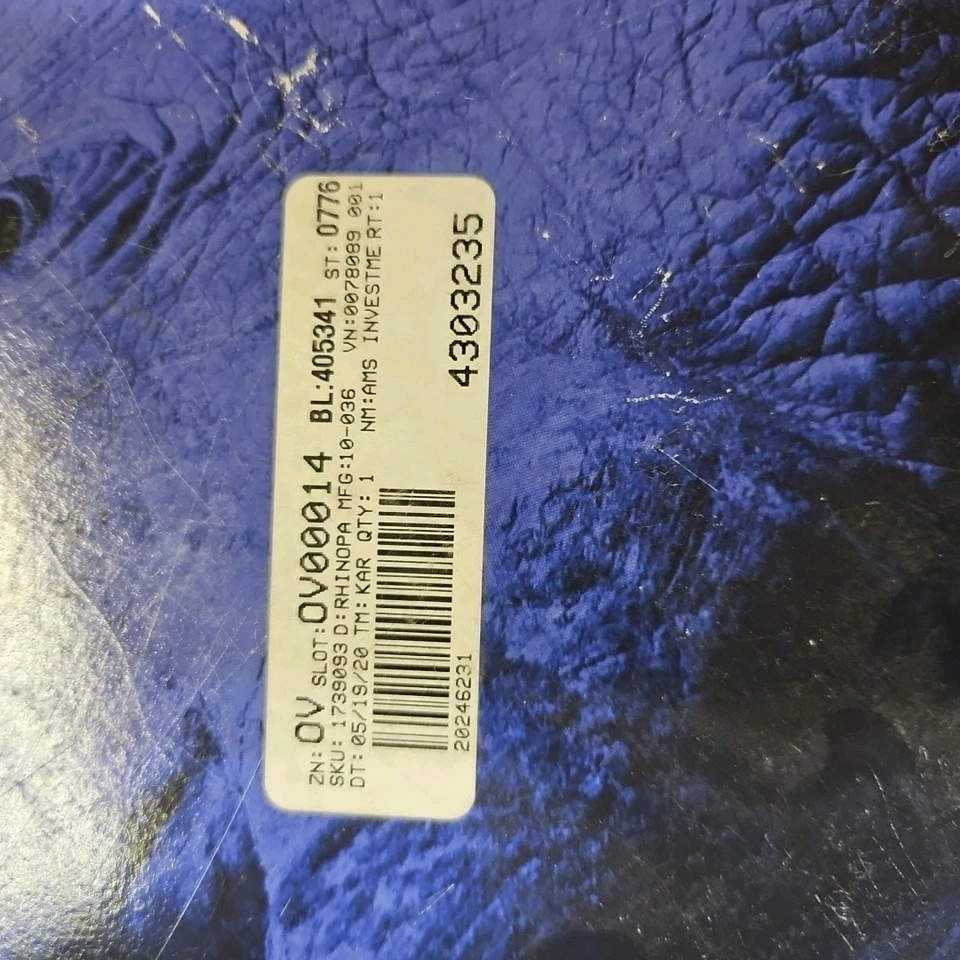 ZN: OV SLOT: OV00014 BL:405341 ST: 0776
SKU: 1739093 D:RHINOPA MFG:10-036 VN:0078089 001
DT: 05/19/20 TM: KAR QTY: 1 NM:AMS INVESTME RT:1
4303235
20246231